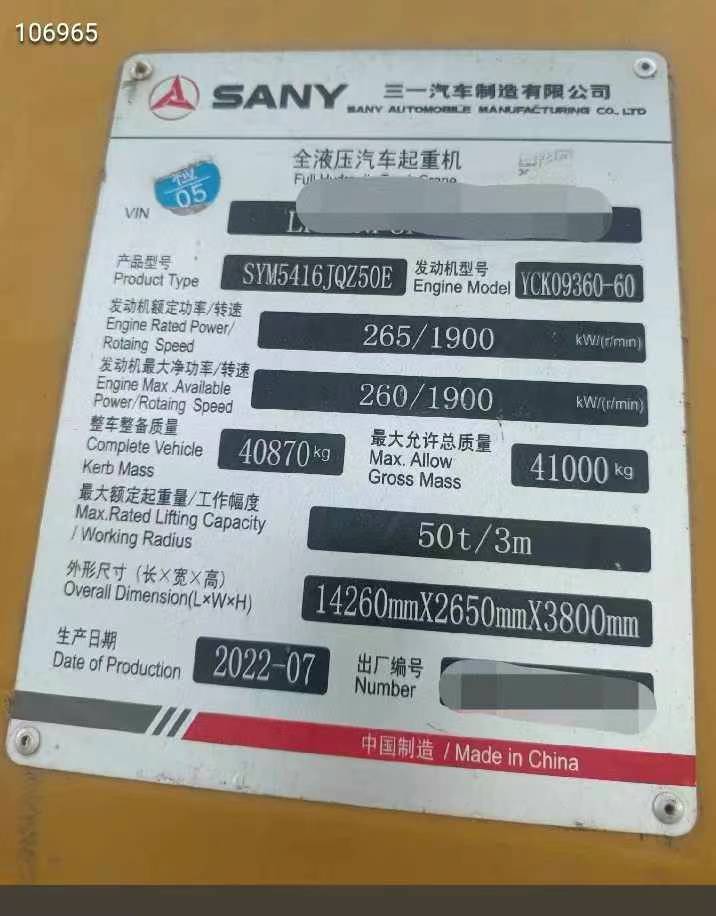 106965
SANY 三一汽车制造有限公司
SANY AUTOMOBILE MANUFACTURING CO., LTD
全液压汽车起重机
Crane
05
VIN
产品型号
Product Type
SYM5416JQZ50E
发动机型号
Engine Model
YCK09360-60
发动机额定功率/转速
Engine Rated Power/
Rotaing Speed
265/1900 kW/(r/min)
发动机最大净功率/转速
Engine Max .Available
Power/Rotaing Speed
260/1900 kW/(r/min)
整车整备质量
Complete Vehicle
Kerb Mass
40870 kg
最大允许总质量
Max. Allow
Gross Mass
41000 kg
最大额定起重量/工作幅度
Max.Rated Lifting Capacity
/ Working Radius
50t/3m
外形尺寸（长×宽×高）
Overall Dimension(L×W×H)
14260mmX2650mmX3800mm
生产日期
Date of Production
2022-07
出厂编号
Number
中国制造 / Made in China